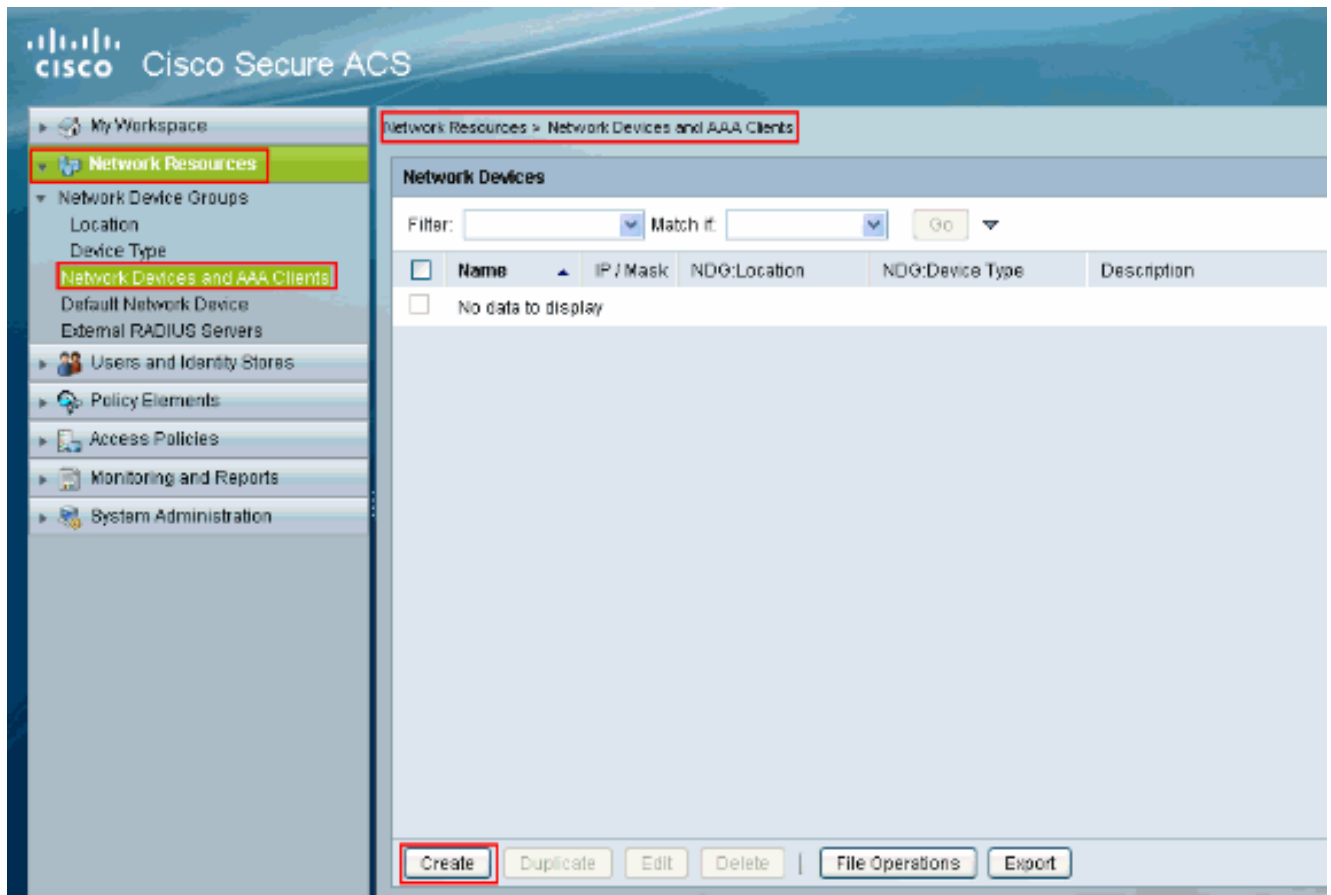 CISCO Cisco Secure ACS
My Workspace
Network Resources
Network Device Groups
Location
Device Type
Network Devices and AAA Clients
Default Network Device
External RADIUS Servers
Users and Identity Stores
Policy Elements
Access Policies
Monitoring and Reports
System Administration
Network Resources > Network Devices and AAA Clients
Network Devices
Filter: Match if: Go
Name IP / Mask NDG:Location NDG:Device Type Description
No data to display
Create Duplicate Edit Delete | File Operations Export